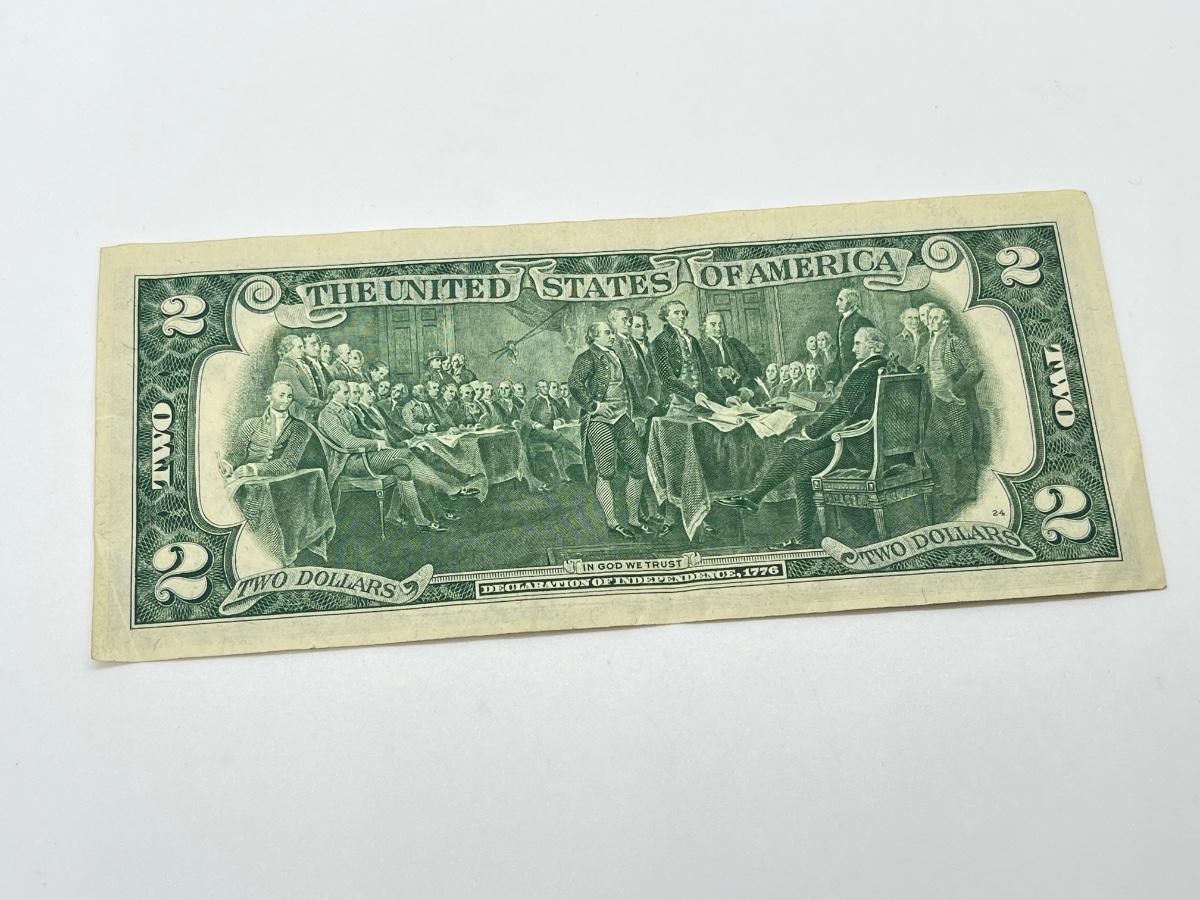 THE UNITED STATES OF AMERICA
2
2
TWO
TWO
24
2
2
TWO DOLLARS
TWO DOLLARS
IN GOD WE TRUST
DECLARATION OF INDEPENDENCE, 1776